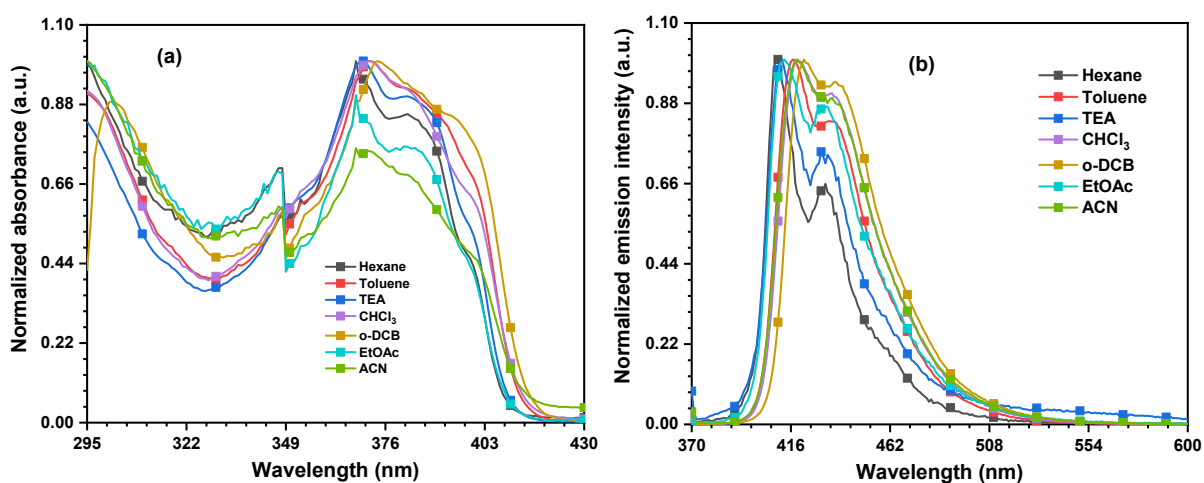 (a)
Normalized absorbance (a.u.)
1.10
0.88
0.66
0.44
0.22
0.00
Hexane
Toluene
TEA
CHCl₃
o-DCB
EtOAc
ACN
295 322 349 376 403 430
Wavelength (nm)
(b)
Normalized emission intensity (a.u.)
1.10
0.88
0.66
0.44
0.22
0.00
Hexane
Toluene
TEA
CHCl₃
o-DCB
EtOAc
ACN
370 416 462 508 554 600
Wavelength (nm)